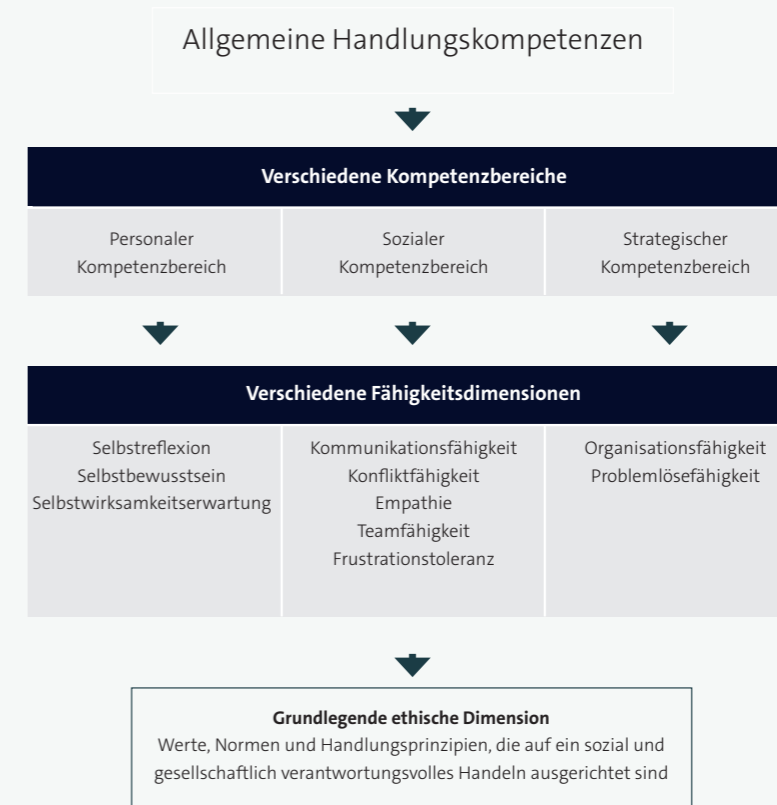 Allgemeine Handlungskompetenzen
Verschiedene Kompetenzbereiche
Personaler
Kompetenzbereich
Sozialer
Kompetenzbereich
Strategischer
Kompetenzbereich
Verschiedene Fähigkeitsdimensionen
Selbstreflexion
Selbstbewusstsein
Selbstwirksamkeitserwartung
Kommunikationsfähigkeit
Konfliktfähigkeit
Empathie
Teamfähigkeit
Frustrationstoleranz
Organisationsfähigkeit
Problemlösefähigkeit
Grundlegende ethische Dimension
Werte, Normen und Handlungsprinzipien, die auf ein sozial und
gesellschaftlich verantwortungsvolles Handeln ausgerichtet sind